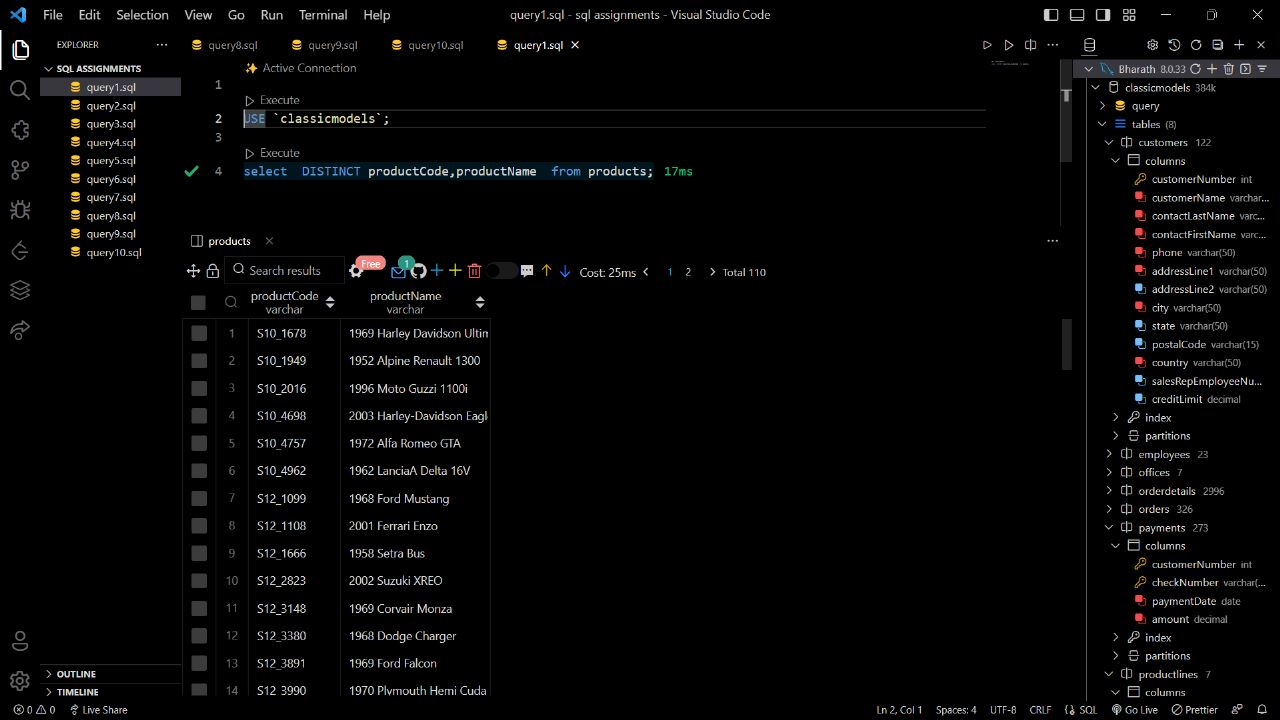 File Edit Selection View Go Run Terminal Help
query1.sql - sql assignments - Visual Studio Code
EXPLORER
SQL ASSIGNMENTS
query1.sql
query2.sql
query3.sql
query4.sql
query5.sql
query6.sql
query7.sql
query8.sql
query9.sql
query10.sql
OUTLINE
TIMELINE
query8.sql query9.sql query10.sql query1.sql
Active Connection
1
Execute
2 USE `classicmodels`;
3
Execute
4 select  DISTINCT productCode,productName  from products; 17ms
products
Search results Free 1 Cost: 25ms 1 2 Total 110
productCode productName
varchar varchar
1 S10_1678 1969 Harley Davidson Ultim
2 S10_1949 1952 Alpine Renault 1300
3 S10_2016 1996 Moto Guzzi 1100i
4 S10_4698 2003 Harley-Davidson Eagl
5 S10_4757 1972 Alfa Romeo GTA
6 S10_4962 1962 LanciaA Delta 16V
7 S12_1099 1968 Ford Mustang
8 S12_1108 2001 Ferrari Enzo
9 S12_1666 1958 Setra Bus
10 S12_2823 2002 Suzuki XREO
11 S12_3148 1969 Corvair Monza
12 S12_3380 1968 Dodge Charger
13 S12_3891 1969 Ford Falcon
14 S12_3990 1970 Plymouth Hemi Cuda
Bharath 8.0.33
classicmodels 384k
query
tables (8)
customers 122
columns
customerNumber int
customerName varchar...
contactLastName varc...
contactFirstName varc...
phone varchar(50)
addressLine1 varchar(50)
addressLine2 varchar(50)
city varchar(50)
state varchar(50)
postalCode varchar(15)
country varchar(50)
salesRepEmployeeNu...
creditLimit decimal
index
partitions
employees 23
offices 7
orderdetails 2996
orders 326
payments 273
columns
customerNumber int
checkNumber varchar(...
paymentDate date
amount decimal
index
partitions
productlines 7
columns
0 0 Live Share Ln 2, Col 1 Spaces: 4 UTF-8 CRLF SQL Go Live Prettier